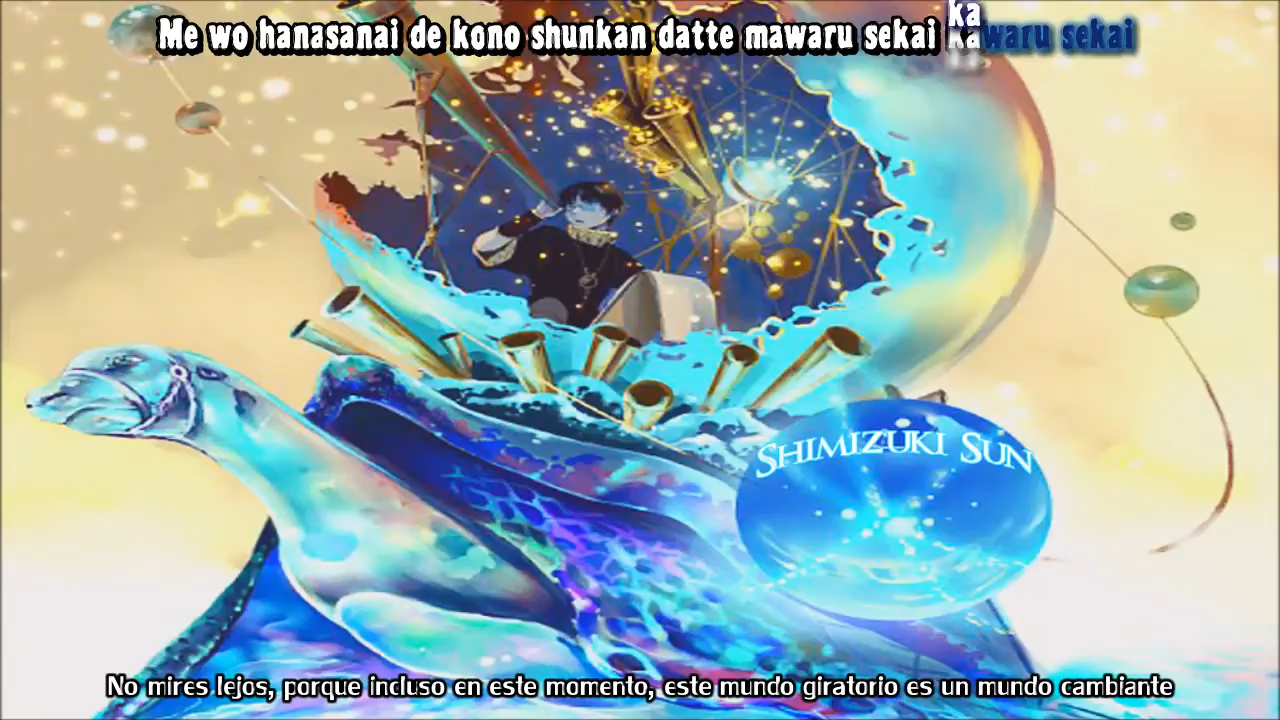 Me wo hanasanai de kono shunkan datte mawaru sekai kawaru sekai
SHIMIZUKI SUN
No mires lejos, porque incluso en este momento, este mundo giratorio es un mundo cambiante